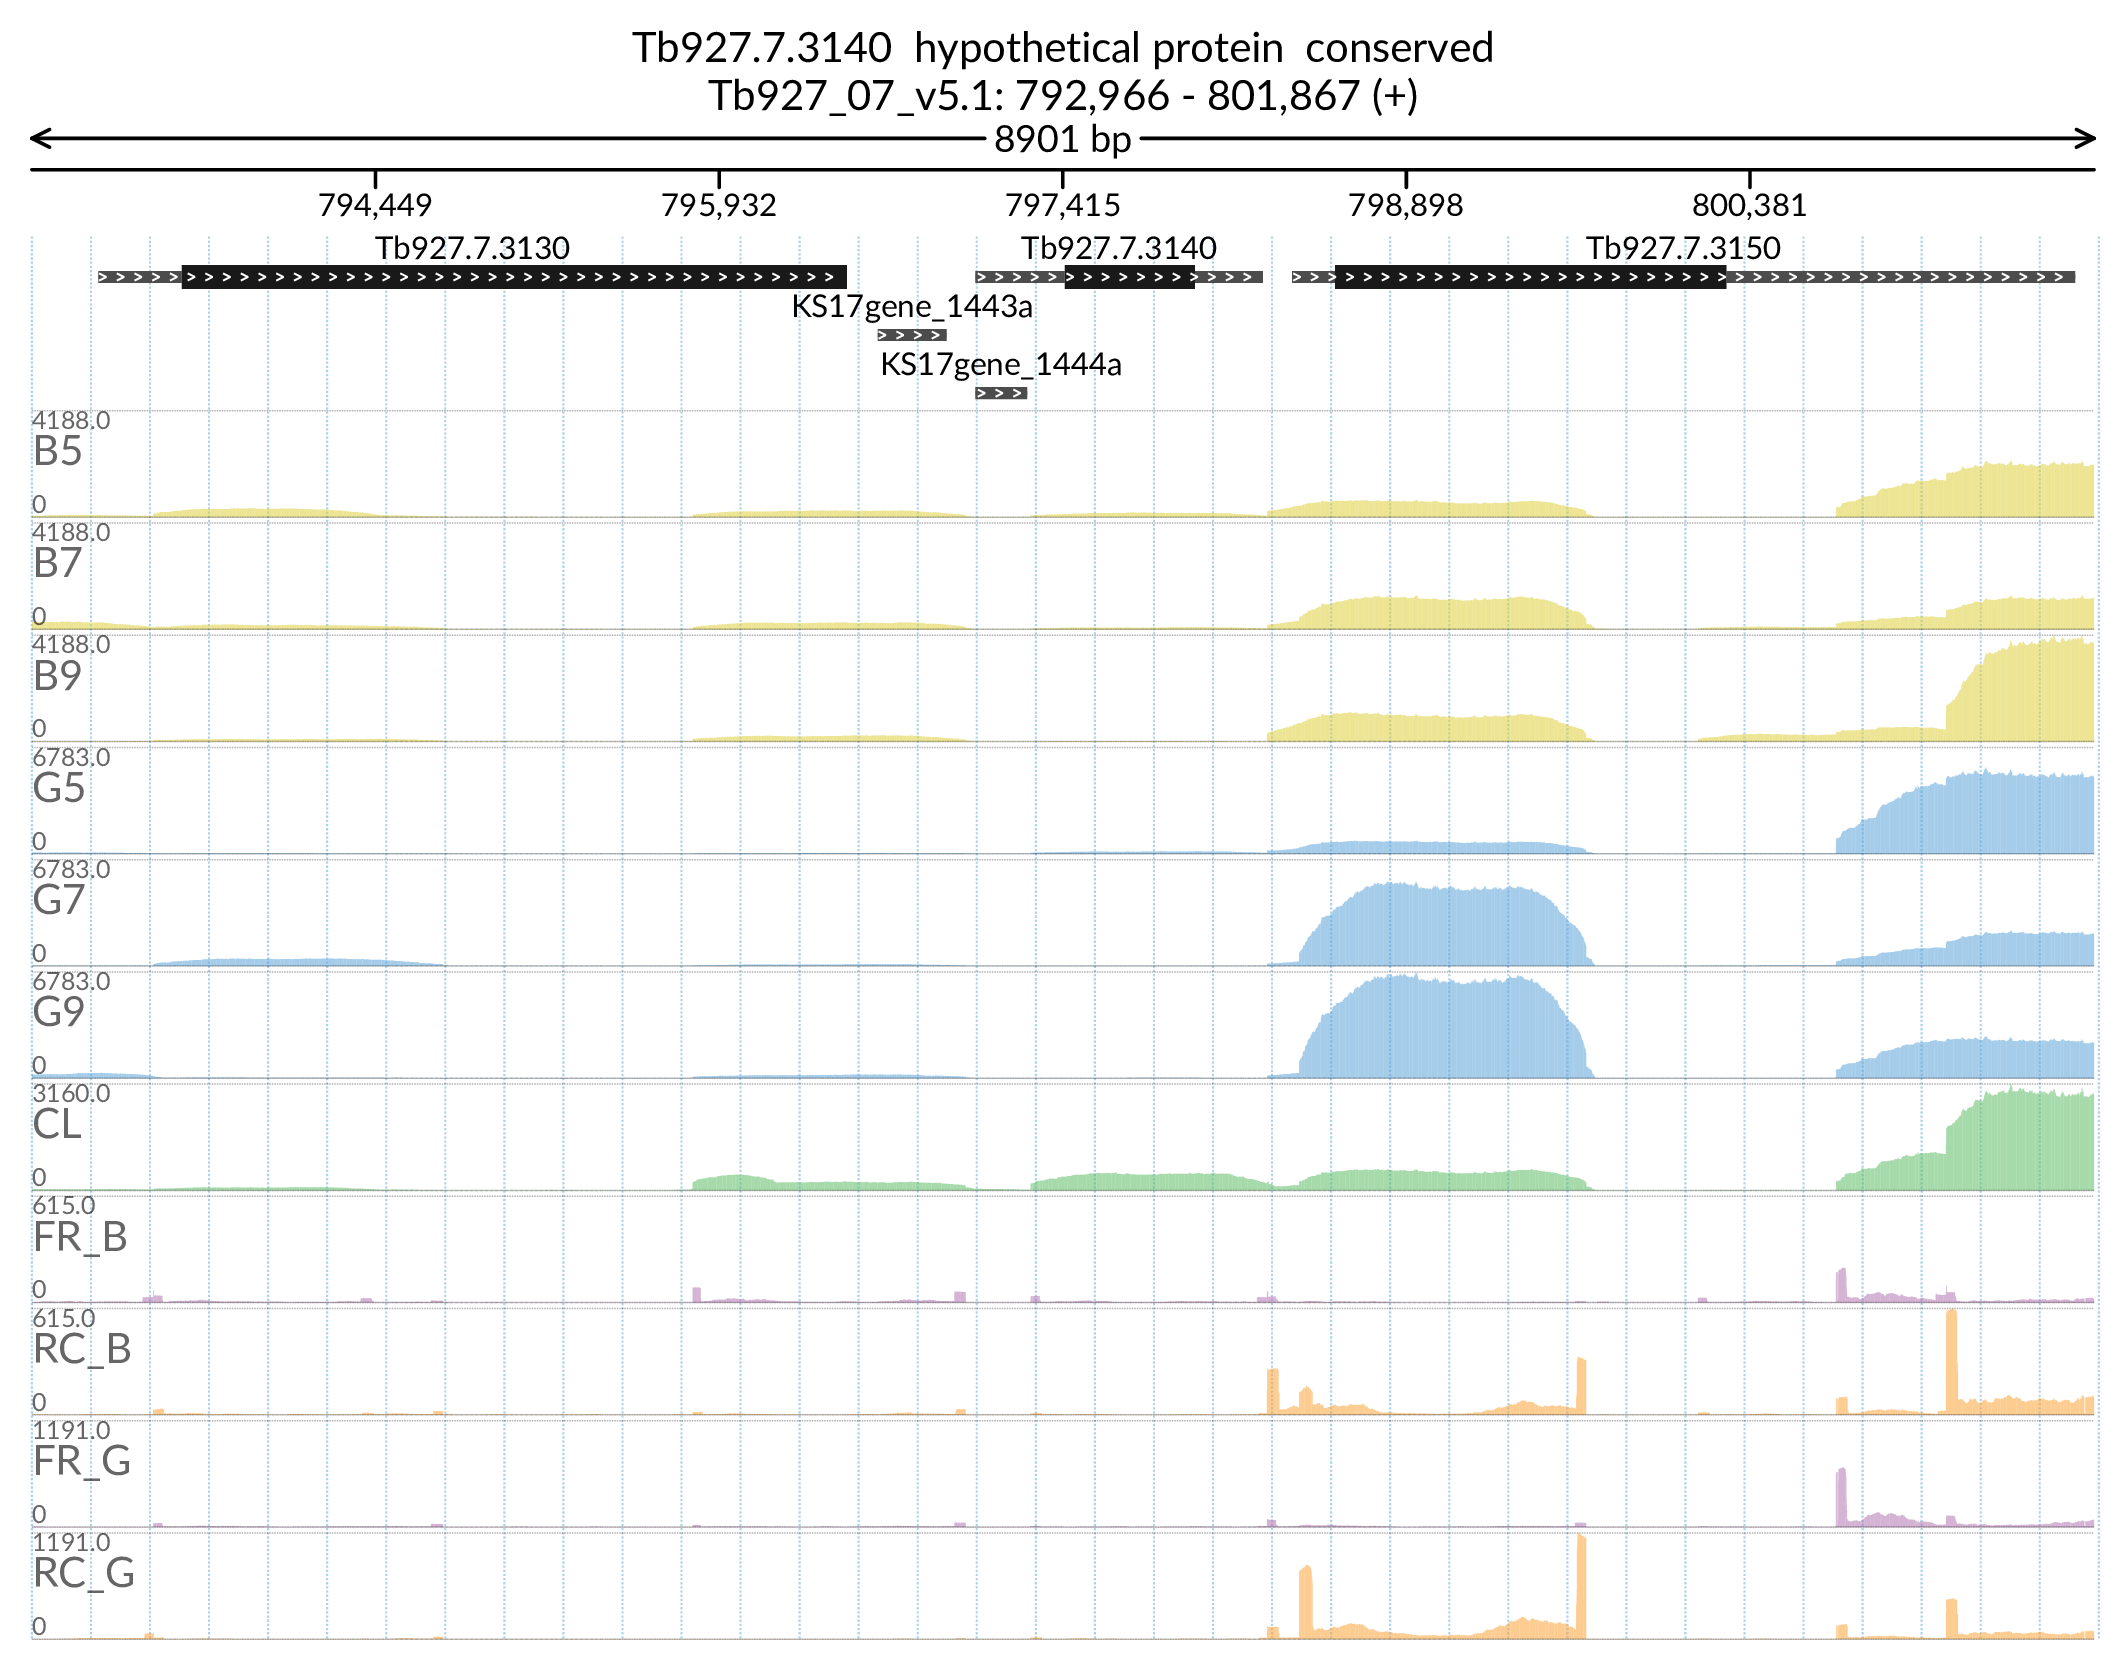 Tb927.7.3140 hypothetical protein conserved
Tb927_07_v5.1: 792,966 - 801,867 (+)
8901 bp
794,449 795,932 797,415 798,898 800,381
Tb927.7.3130 Tb927.7.3140 Tb927.7.3150
KS17gene_1443a
KS17gene_1444a
4188.0
B5
0
4188.0
B7
0
4188.0
B9
0
6783.0
G5
0
6783.0
G7
0
6783.0
G9
0
3160.0
CL
0
615.0
FR_B
0
615.0
RC_B
0
1191.0
FR_G
0
1191.0
RC_G
0